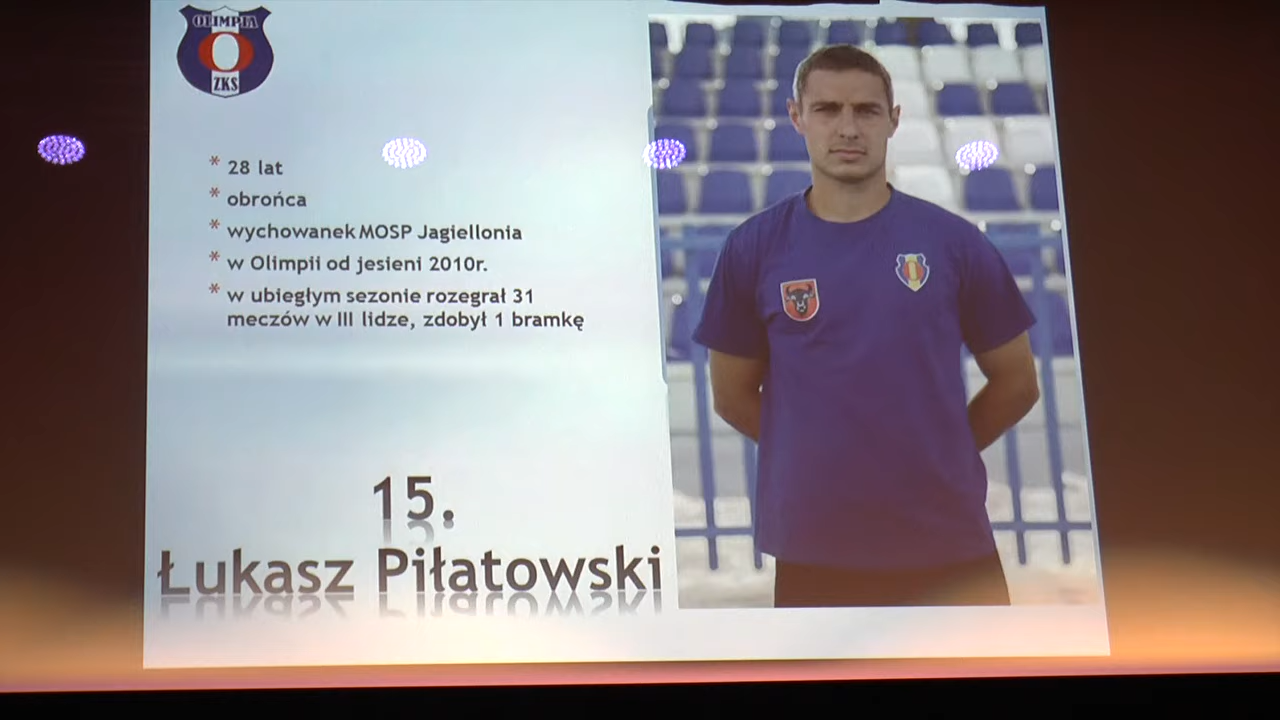 OLIMPIA
O
ZKS
* 28 lat
* obrońca
* wychowanek MOSP Jagiellonia
* w Olimpii od jesieni 2010r.
* w ubiegłym sezonie rozegrał 31
meczów w III lidze, zdobył 1 bramkę
15.
Łukasz Piłatowski